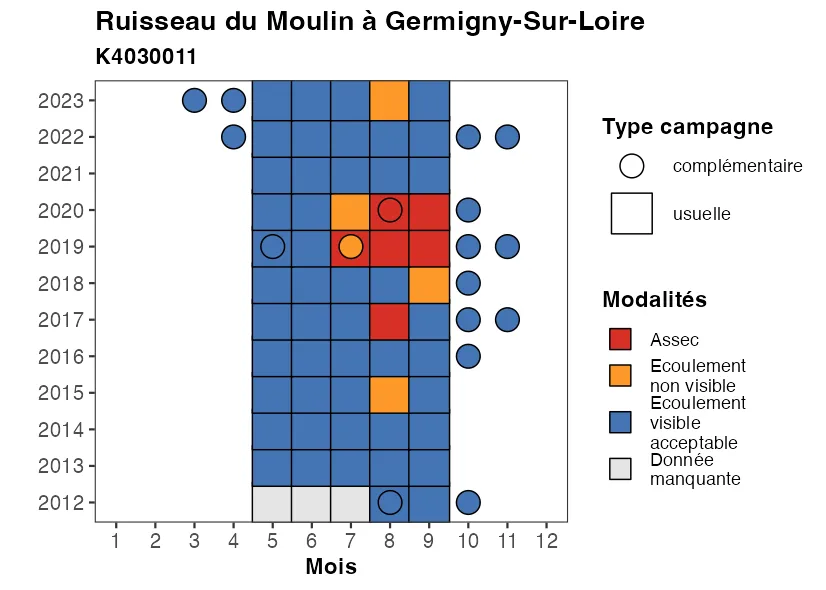 Ruisseau du Moulin à Germigny-Sur-Loire
K4030011
2023
2022
2021
2020
2019
2018
2017
2016
2015
2014
2013
2012
1 2 3 4 5 6 7 8 9 10 11 12
Mois
Type campagne
complémentaire
usuelle
Modalités
Assec
Ecoulement
non visible
Ecoulement
visible
acceptable
Donnée
manquante